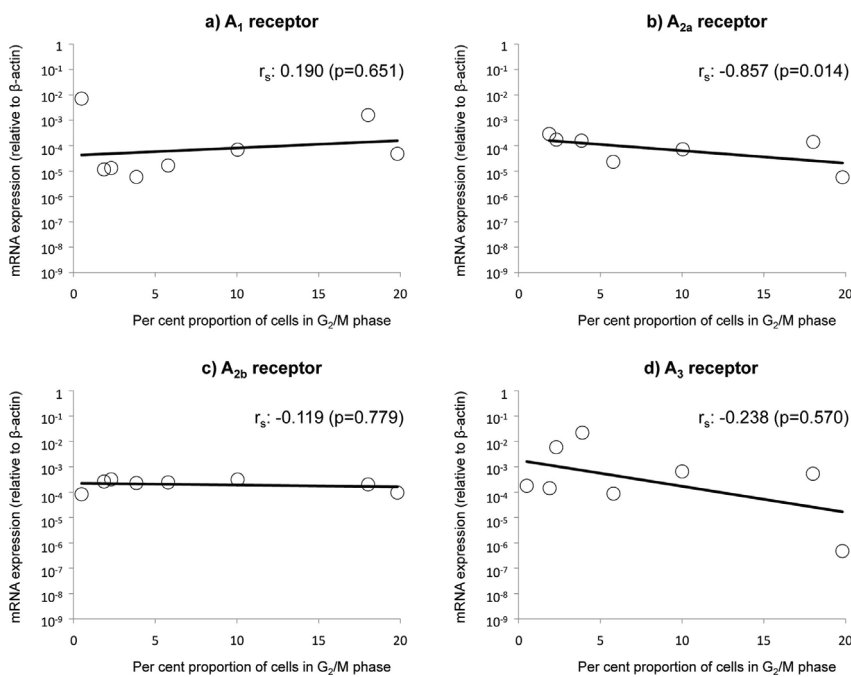 a) A₁ receptor
rₛ: 0.190 (p=0.651)
mRNA expression (relative to β-actin)
1
10⁻¹
10⁻²
10⁻³
10⁻⁴
10⁻⁵
10⁻⁶
10⁻⁷
10⁻⁸
10⁻⁹
0 5 10 15 20
Per cent proportion of cells in G₂/M phase
b) A₂ₐ receptor
rₛ: -0.857 (p=0.014)
mRNA expression (relative to β-actin)
1
10⁻¹
10⁻²
10⁻³
10⁻⁴
10⁻⁵
10⁻⁶
10⁻⁷
10⁻⁸
10⁻⁹
0 5 10 15 20
Per cent proportion of cells in G₂/M phase
c) A₂b receptor
rₛ: -0.119 (p=0.779)
mRNA expression (relative to β-actin)
1
10⁻¹
10⁻²
10⁻³
10⁻⁴
10⁻⁵
10⁻⁶
10⁻⁷
10⁻⁸
10⁻⁹
0 5 10 15 20
Per cent proportion of cells in G₂/M phase
d) A₃ receptor
rₛ: -0.238 (p=0.570)
mRNA expression (relative to β-actin)
1
10⁻¹
10⁻²
10⁻³
10⁻⁴
10⁻⁵
10⁻⁶
10⁻⁷
10⁻⁸
10⁻⁹
0 5 10 15 20
Per cent proportion of cells in G₂/M phase